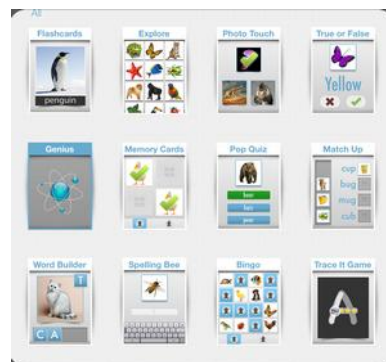 All
Flashcards
Explore
Photo Touch
True or False
penguin
Yellow
Genius
Memory Cards
Pop Quiz
Match Up
cup
bug
mug
cub
Word Builder
Spelling Bee
Bingo
Trace It Game
T
C A
A